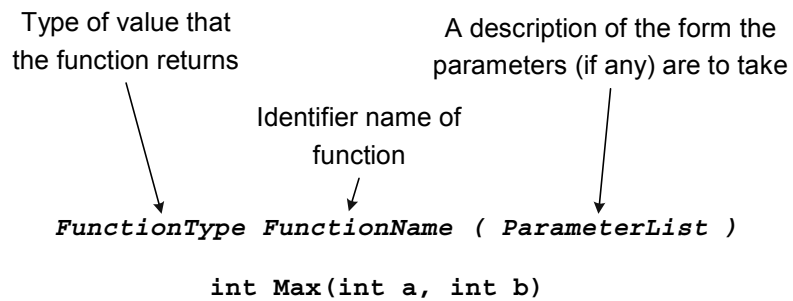 Type of value that
the function returns
A description of the form the
parameters (if any) are to take
Identifier name of
function
FunctionType FunctionName ( ParameterList )
int Max(int a, int b)